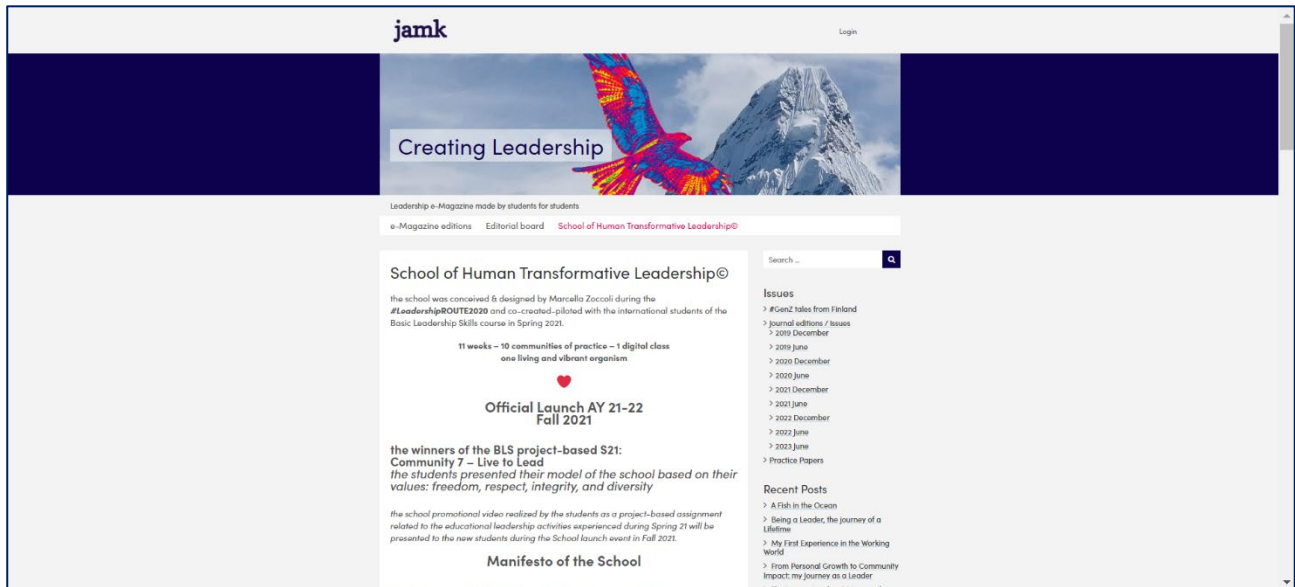 jamk
Login
Creating Leadership
Leadership e-Magazine made by students for students
e-Magazine editions Editorial board School of Human Transformative Leadership©
School of Human Transformative Leadership©
the school was conceived & designed by Marcella Zoccoli during the
#LeadershipROUTE2020 and co-created-piloted with the international students of the
Basic Leadership Skills course in Spring 2021.
11 weeks – 10 communities of practice – 1 digital class
one living and vibrant organism
Official Launch AY 21-22
Fall 2021
the winners of the BLS project-based S21:
Community 7 – Live to Lead
the students presented their model of the school based on their
values: freedom, respect, integrity, and diversity
the school promotional video realized by the students as a project-based assignment
related to the educational leadership activities experienced during Spring 21 will be
presented to the new students during the School launch event in Fall 2021.
Manifesto of the School
Search …
Issues
> #GenZ tales from Finland
> Journal editions / Issues
> 2019 December
> 2019 June
> 2020 December
> 2020 June
> 2021 December
> 2021 June
> 2022 December
> 2022 June
> 2023 June
> Practice Papers
Recent Posts
> A Fish in the Ocean
> Being a Leader, the journey of a
Lifetime
> My First Experience in the Working
World
> From Personal Growth to Community
Impact: my Journey as a Leader